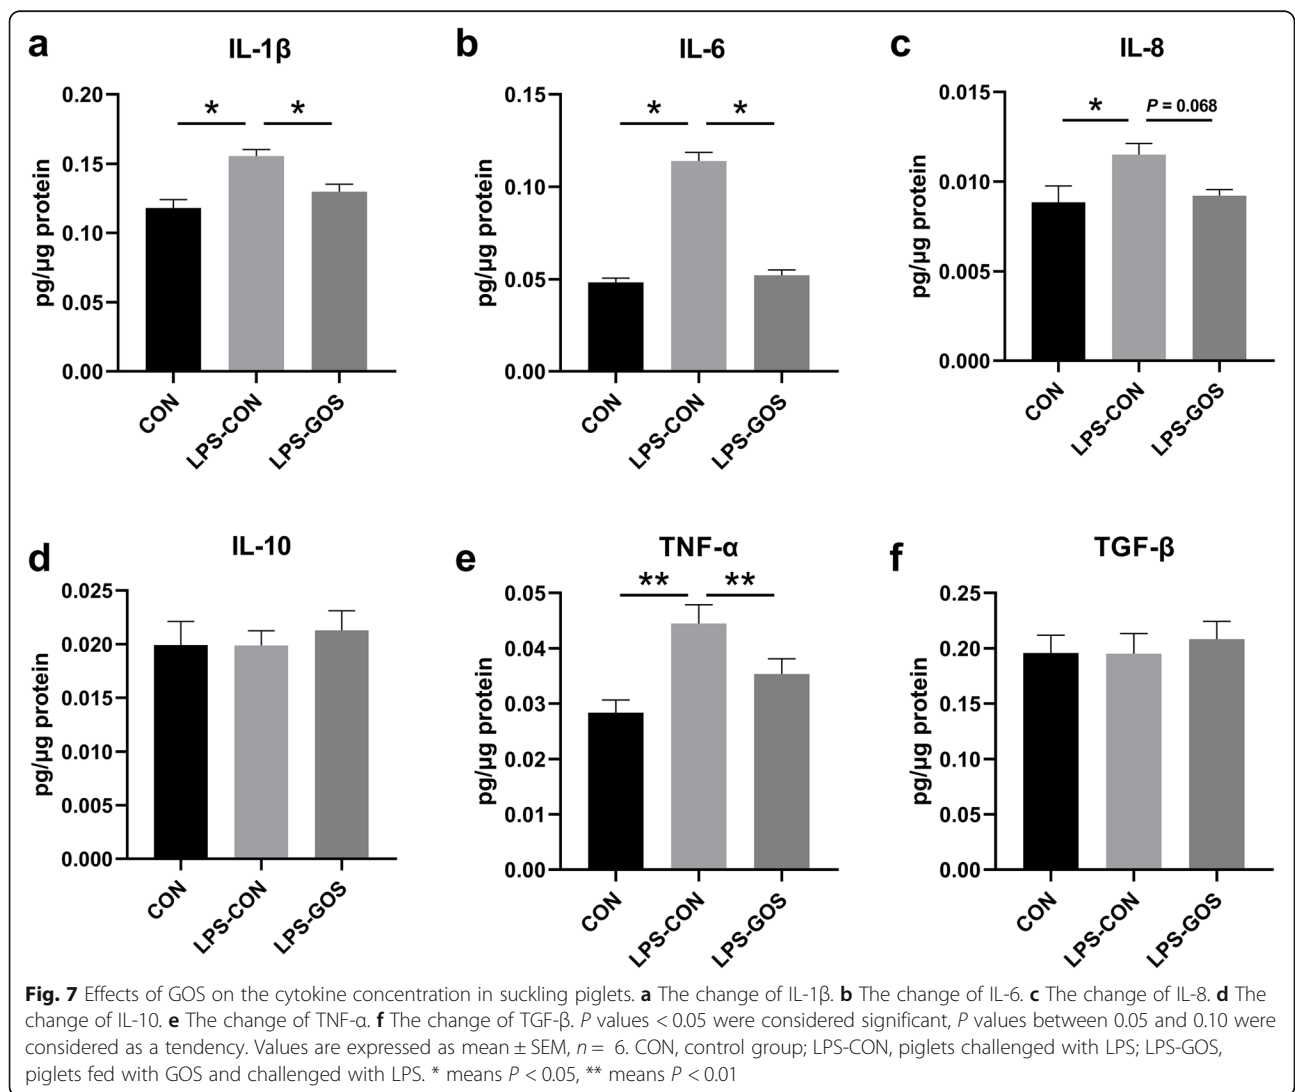 a
IL-1β
pg/µg protein
0.20
0.15
0.10
0.05
0.00
*
*
CON
LPS-CON
LPS-GOS
b
IL-6
pg/µg protein
0.15
0.10
0.05
0.00
*
*
CON
LPS-CON
LPS-GOS
c
IL-8
pg/µg protein
0.015
0.010
0.005
0.000
*
P = 0.068
CON
LPS-CON
LPS-GOS
d
IL-10
pg/µg protein
0.025
0.020
0.015
0.010
0.005
0.000
CON
LPS-CON
LPS-GOS
e
TNF-α
pg/µg protein
0.05
0.04
0.03
0.02
0.01
0.00
**
**
CON
LPS-CON
LPS-GOS
f
TGF-β
pg/µg protein
0.25
0.20
0.15
0.10
0.05
0.00
CON
LPS-CON
LPS-GOS
Fig. 7 Effects of GOS on the cytokine concentration in suckling piglets. a The change of IL-1β. b The change of IL-6. c The change of IL-8. d The
change of IL-10. e The change of TNF-α. f The change of TGF-β. P values < 0.05 were considered significant, P values between 0.05 and 0.10 were
considered as a tendency. Values are expressed as mean ± SEM, n = 6. CON, control group; LPS-CON, piglets challenged with LPS; LPS-GOS,
piglets fed with GOS and challenged with LPS. * means P < 0.05, ** means P < 0.01